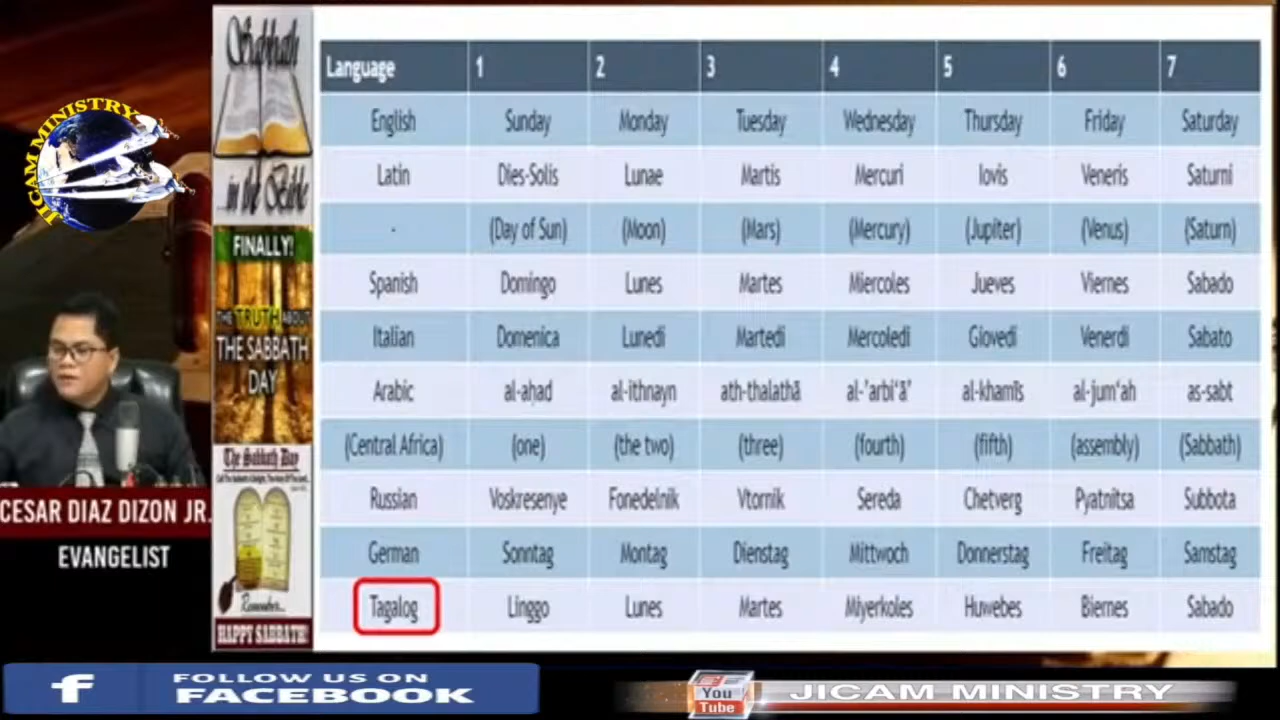 JICAM MINISTRY
Sabbath
...in the Bible
FINALLY!
THE TRUTH ABOUT
THE SABBATH
DAY
The Sabbath Day
Remember...
HAPPY SABBATH!
CESAR DIAZ DIZON JR.
EVANGELIST
Language 1 2 3 4 5 6 7
English Sunday Monday Tuesday Wednesday Thursday Friday Saturday
Latin Dies-Solis Lunae Martis Mercuri Iovis Veneris Saturni
- (Day of Sun) (Moon) (Mars) (Mercury) (Jupiter) (Venus) (Saturn)
Spanish Domingo Lunes Martes Miercoles Jueves Viernes Sabado
Italian Domenica Lunedi Martedi Mercoledi Giovedi Venerdi Sabato
Arabic al-aḥad al-ithnayn ath-thalathā al-'arbi‘ā' al-khamīs al-jum‘ah as-sabt
(Central Africa) (one) (the two) (three) (fourth) (fifth) (assembly) (Sabbath)
Russian Voskresenye Fonedelnik Vtornik Sereda Chetverg Pyatnitsa Subbota
German Sonntag Montag Dienstag Mittwoch Donnerstag Freitag Samstag
Tagalog Linggo Lunes Martes Miyerkoles Huwebes Biernes Sabado
f FOLLOW US ON
FACEBOOK
You
Tube
JICAM MINISTRY